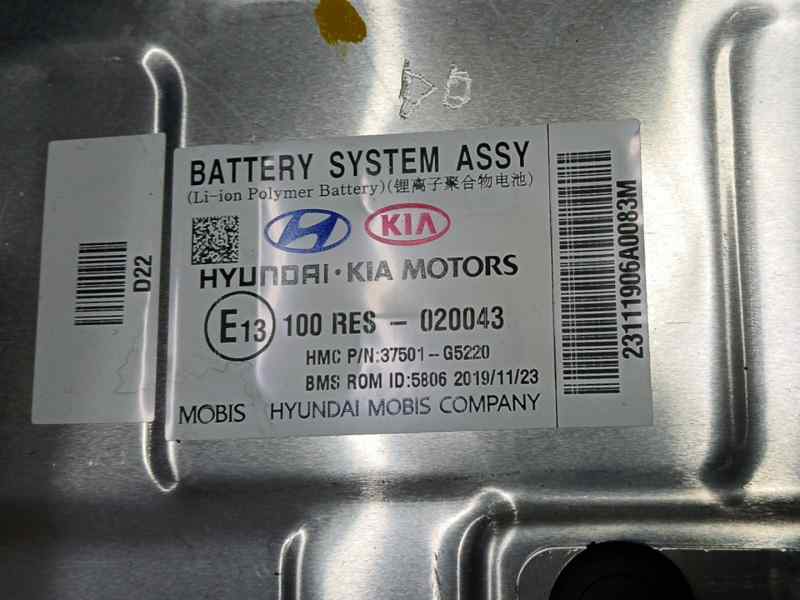 BATTERY SYSTEM ASSY
(Li-ion Polymer Battery)(锂离子聚合物电池)
KIA
HYUNDAI·KIA MOTORS
E13 100 RES - 020043
HMC P/N:37501-G5220
BMS ROM ID:5806 2019/11/23
MOBIS HYUNDAI MOBIS COMPANY
D22
23111906A0083M